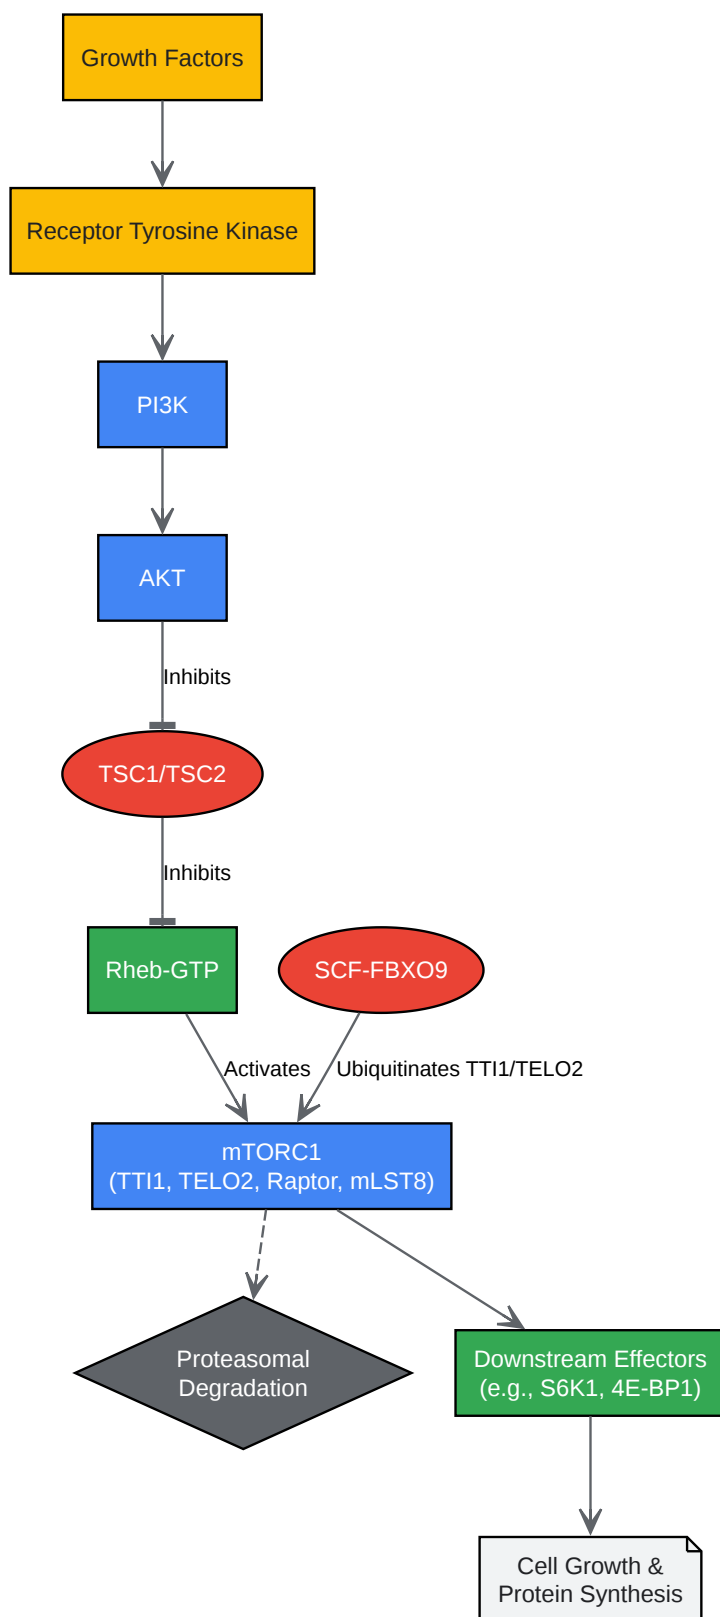 Growth Factors
Receptor Tyrosine Kinase
PI3K
AKT
Inhibits
TSC1/TSC2
Inhibits
Rheb-GTP
SCF-FBXO9
Activates
Ubiquitinates TTI1/TELO2
mTORC1
(TTI1, TELO2, Raptor, mLST8)
Proteasomal
Degradation
Downstream Effectors
(e.g., S6K1, 4E-BP1)
Cell Growth &
Protein Synthesis